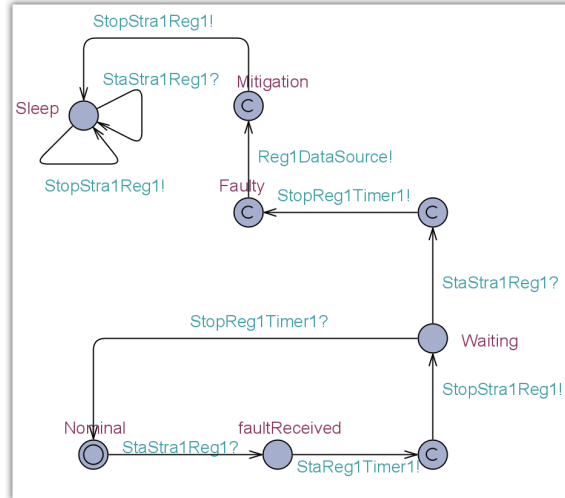 StopStra1Reg1!
StaStra1Reg1?
Mitigation
C
Sleep
Reg1DataSource!
StopStra1Reg1!
Faulty
StopReg1Timer1!
C
C
StaStra1Reg1?
StopReg1Timer1?
Waiting
StopStra1Reg1!
Nominal
faultReceived
StaStra1Reg1?
StaReg1Timer1!
C